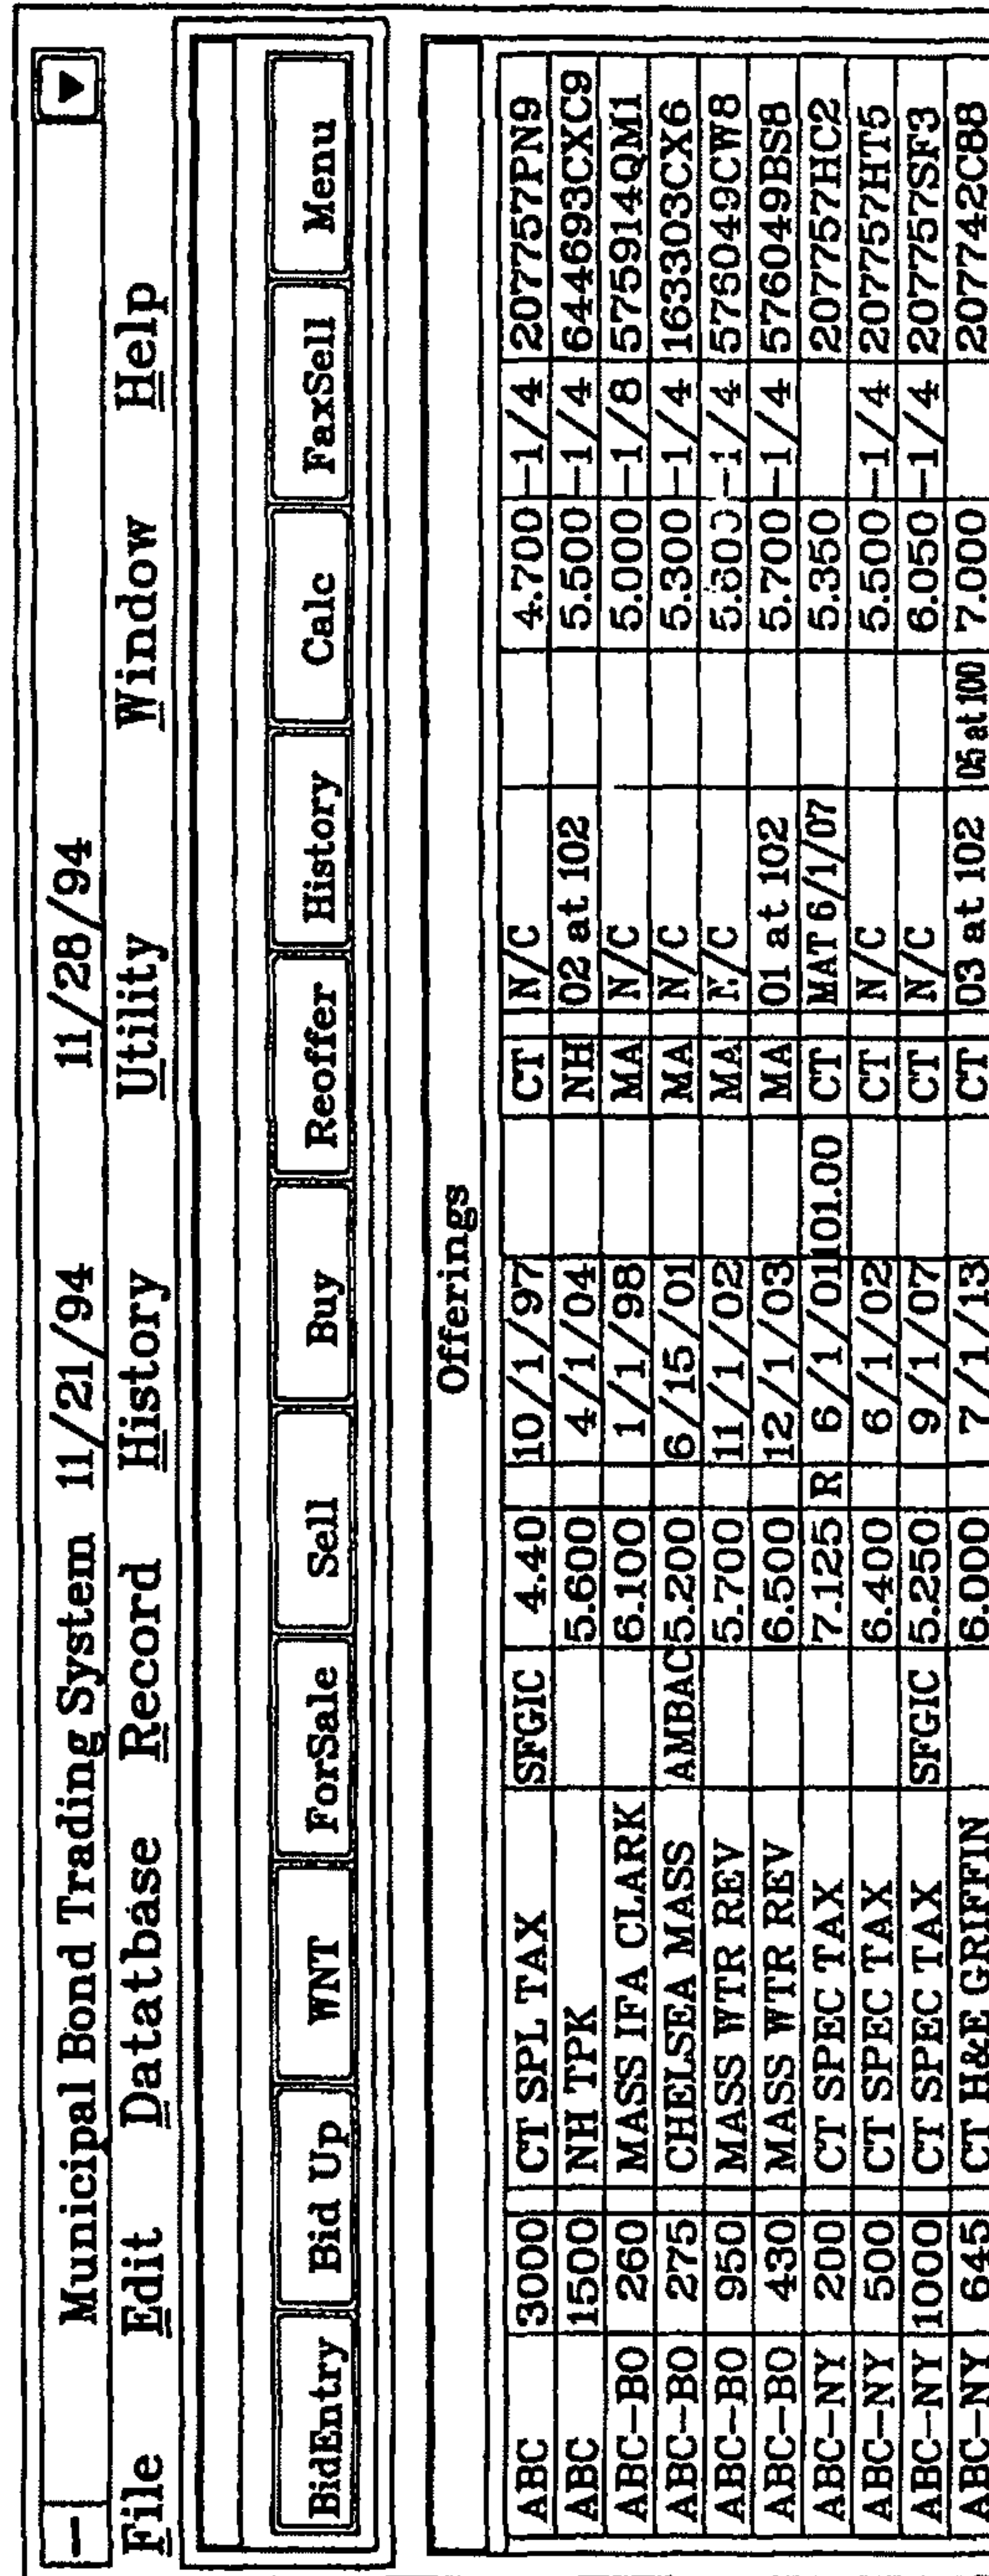 Municipal Bond Trading System 11/21/94 11/28/94
File Edit Datatbase Record History Utility Window Help
BidEntry Bid Up WNT ForSale Sell Buy Reoffer History Calc FaxSell Menu
Offerings
ABC 3000 CT SPL TAX SFGIC 4.40 10/1/97 CT N/C 4.700 -1/4 207757PN9
ABC 1500 NH TPK 5.600 4/1/04 NH 02 at 102 5.500 -1/4 644693CXC9
ABC-BO 260 MASS IFA CLARK 6.100 1/1/98 MA N/C 5.000 -1/8 575914QM1
ABC-BO 275 CHELSEA MASS AMBAC 5.200 6/15/01 MA N/C 5.300 -1/4 163303CX6
ABC-BO 950 MASS WTR REV 5.700 11/1/02 MA N/C -1/4 576049CW8
ABC-BO 430 MASS WTR REV 6.500 12/1/03 MA 01 at 102 5.700 -1/4 576049BS8
ABC-NY 200 CT SPEC TAX 7.125 R 6/1/01 101.00 CT MAT 6/1/07 5.350 207757HC2
ABC-NY 500 CT SPEC TAX 6.400 6/1/02 CT N/C 5.500 -1/4 207757HT5
ABC-NY 1000 CT SPEC TAX SFGIC 5.250 9/1/07 CT N/C 6.050 -1/4 207757SF3
ABC-NY 645 CT H&E GRIFFIN 6.000 7/1/13 CT 03 at 102 05 at 100 7.000 207742C88